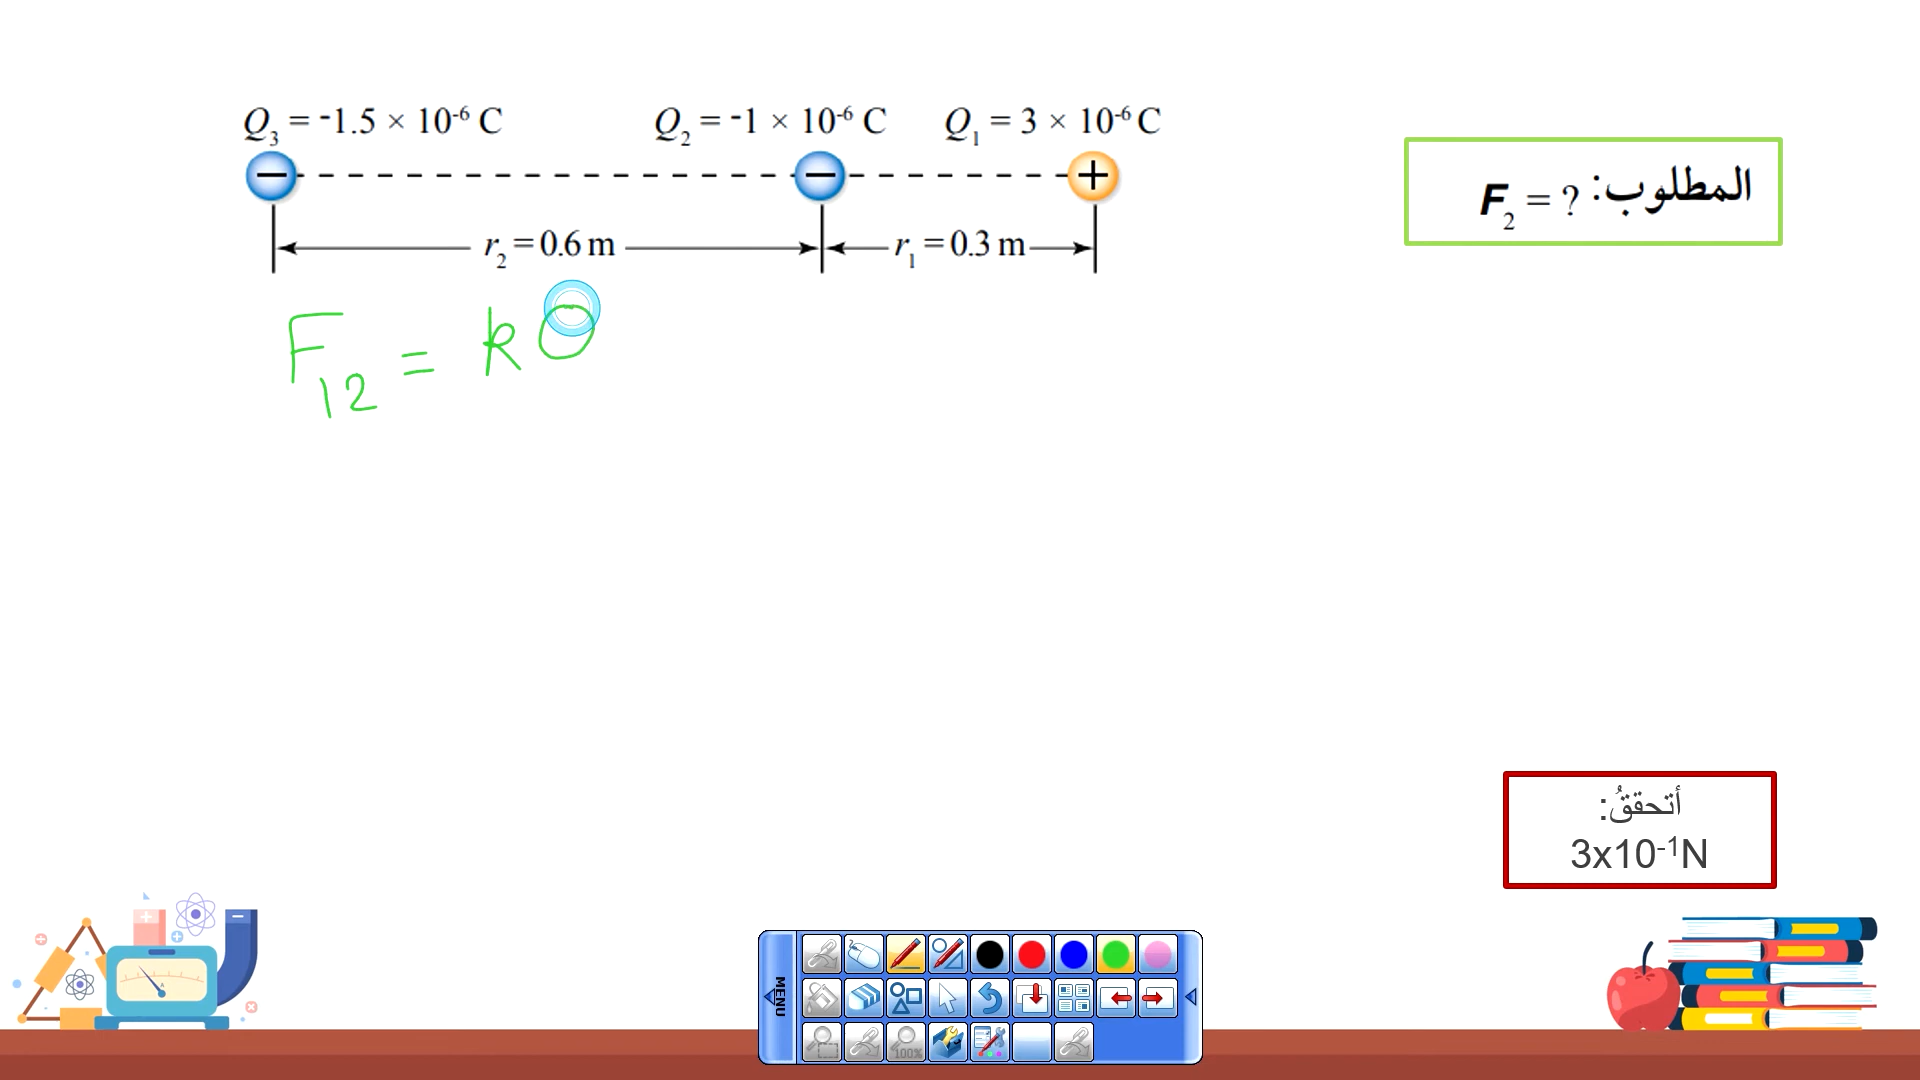 Q₃ = -1.5 × 10⁻⁶ C
Q₂ = -1 × 10⁻⁶ C
Q₁ = 3 × 10⁻⁶ C
r₂ = 0.6 m
r₁ = 0.3 m
المطلوب: F₂ = ?
F₁₂ = k
أتحققُ:
3x10⁻¹N
MENU
100%